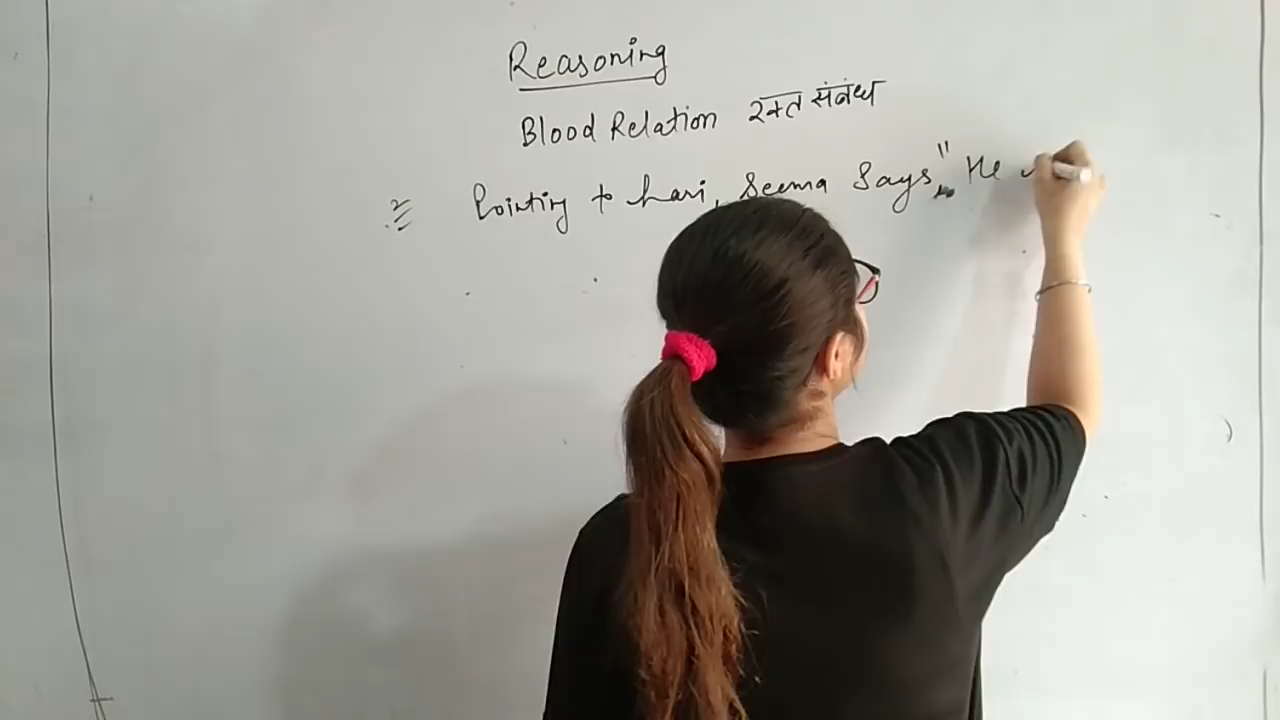 Reasoning
Blood Relation रक्त संबंध
Pointing to hari, Seema Says," He